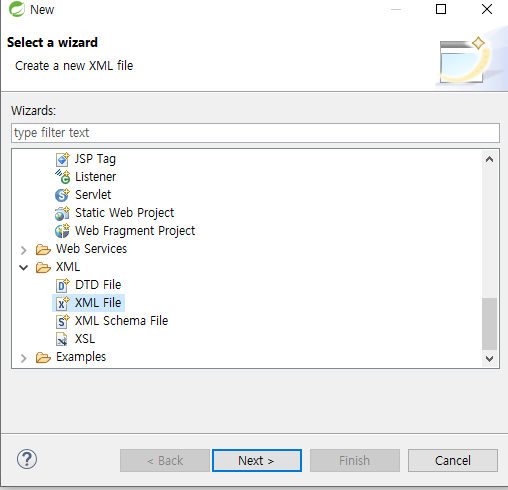 New
Select a wizard
Create a new XML file
Wizards:
type filter text
JSP Tag
Listener
Servlet
Static Web Project
Web Fragment Project
Web Services
XML
DTD File
XML File
XML Schema File
XSL
Examples
< Back
Next >
Finish
Cancel